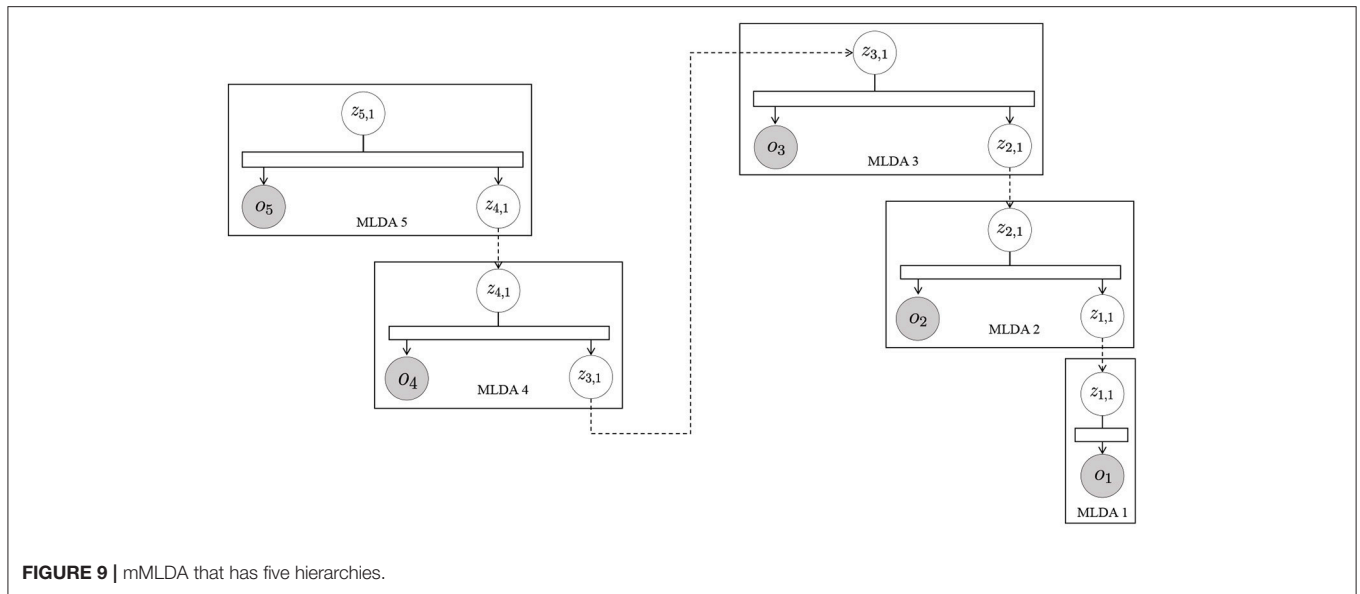 z5,1
o5
z4,1
MLDA 5
z4,1
o4
z3,1
MLDA 4
z3,1
o3
z2,1
MLDA 3
z2,1
o2
z1,1
MLDA 2
z1,1
o1
MLDA 1
FIGURE 9 | mMLDA that has five hierarchies.